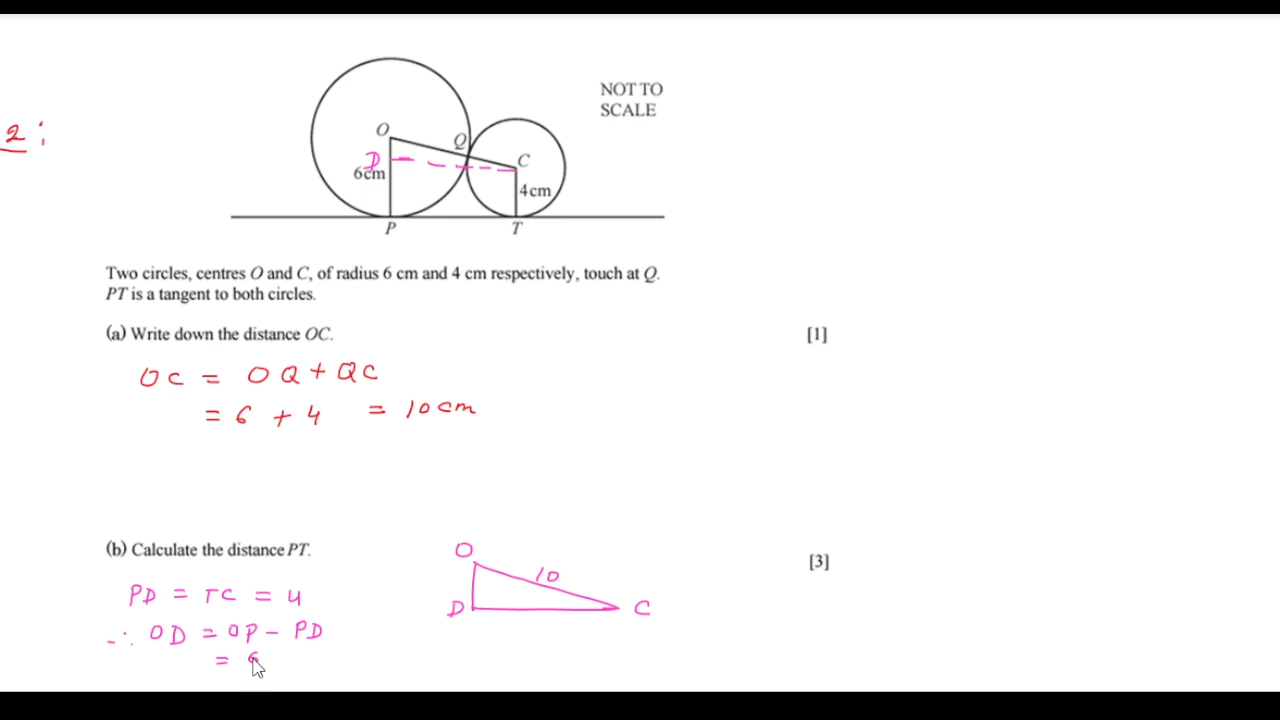 NOT TO
SCALE
2 :
O
Q
D
C
6cm
4cm
P
T
Two circles, centres O and C, of radius 6 cm and 4 cm respectively, touch at Q.
PT is a tangent to both circles.
(a) Write down the distance OC. [1]
OC = OQ + QC
= 6 + 4 = 10cm
(b) Calculate the distance PT. [3]
O
10
D
C
PD = TC = 4
∴ OD = OP - PD
= 6